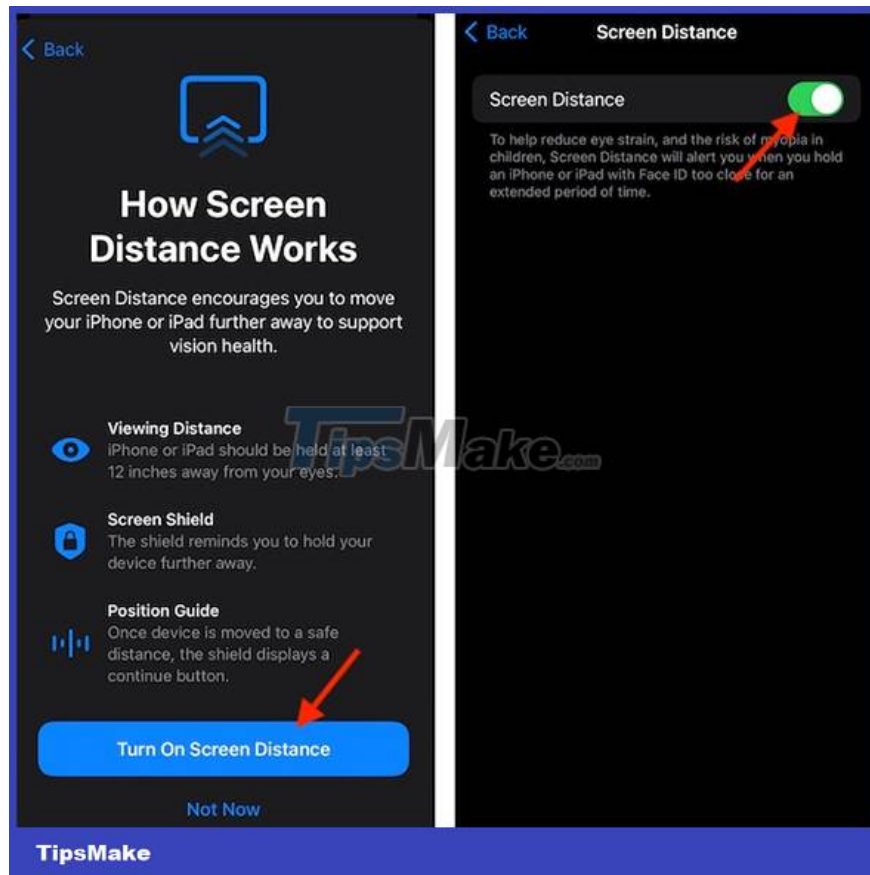 Back
How Screen
Distance Works
Screen Distance encourages you to move
your iPhone or iPad further away to support
vision health.
Viewing Distance
iPhone or iPad should be held at least
12 inches away from your eyes.
Screen Shield
The shield reminds you to hold your
device further away.
Position Guide
Once device is moved to a safe
distance, the shield displays a
continue button.
Turn On Screen Distance
Not Now
Back
Screen Distance
Screen Distance
To help reduce eye strain, and the risk of myopia in
children, Screen Distance will alert you when you hold
an iPhone or iPad with Face ID too close for an
extended period of time.
TipsMake.com
TipsMake